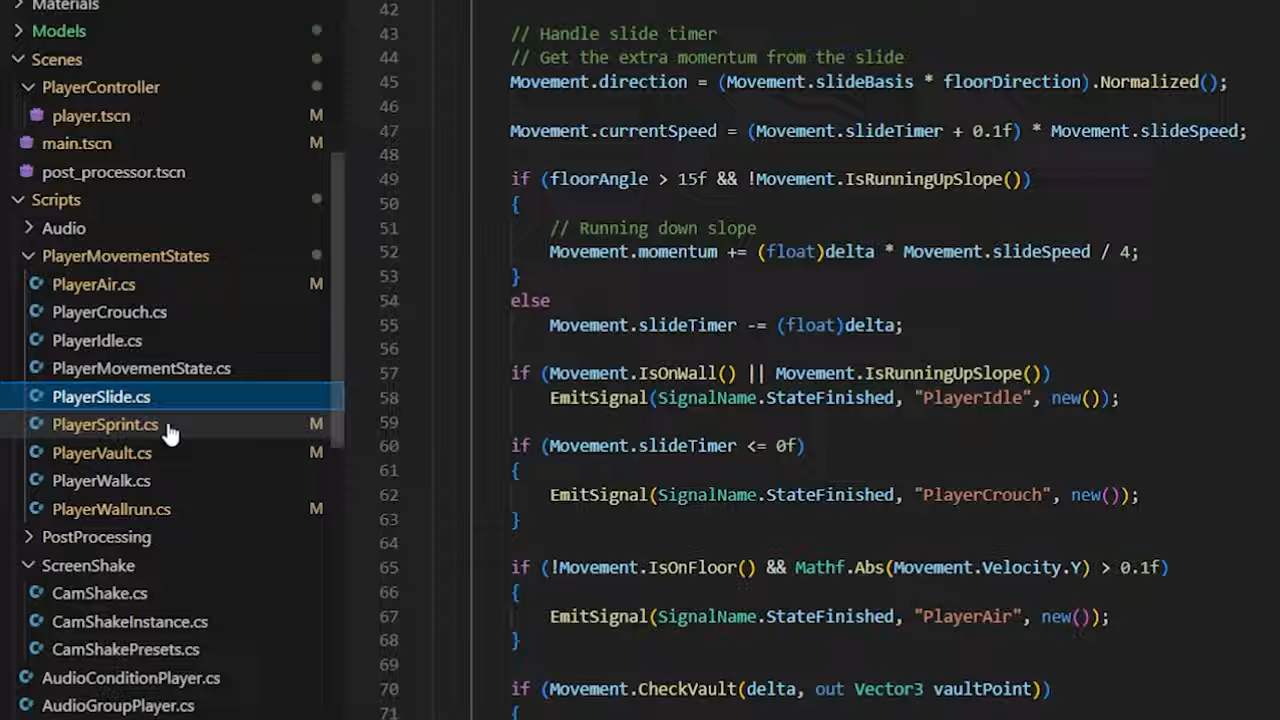 Materials
Models
Scenes
PlayerController
player.tscn M
main.tscn M
post_processor.tscn
Scripts
Audio
PlayerMovementStates
PlayerAir.cs M
PlayerCrouch.cs
PlayerIdle.cs
PlayerMovementState.cs
PlayerSlide.cs
PlayerSprint.cs M
PlayerVault.cs M
PlayerWalk.cs
PlayerWallrun.cs M
PostProcessing
ScreenShake
CamShake.cs
CamShakeInstance.cs
CamShakePresets.cs
AudioConditionPlayer.cs
AudioGroupPlayer.cs
42
43 // Handle slide timer
44 // Get the extra momentum from the slide
45 Movement.direction = (Movement.slideBasis * floorDirection).Normalized();
46
47 Movement.currentSpeed = (Movement.slideTimer + 0.1f) * Movement.slideSpeed;
48
49 if (floorAngle > 15f && !Movement.IsRunningUpSlope())
50 {
51 // Running down slope
52 Movement.momentum += (float)delta * Movement.slideSpeed / 4;
53 }
54 else
55 Movement.slideTimer -= (float)delta;
56
57 if (Movement.IsOnWall() || Movement.IsRunningUpSlope())
58 EmitSignal(SignalName.StateFinished, "PlayerIdle", new());
59
60 if (Movement.slideTimer <= 0f)
61 {
62 EmitSignal(SignalName.StateFinished, "PlayerCrouch", new());
63 }
64
65 if (!Movement.IsOnFloor() && Mathf.Abs(Movement.Velocity.Y) > 0.1f)
66 {
67 EmitSignal(SignalName.StateFinished, "PlayerAir", new());
68 }
69
70 if (Movement.CheckVault(delta, out Vector3 vaultPoint))
71 {